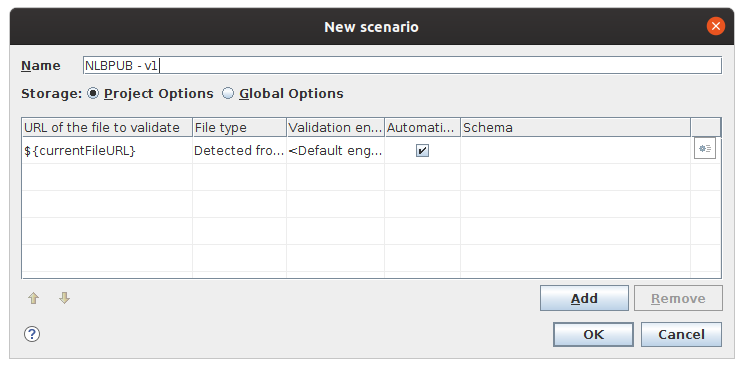 New scenario
Name NLBPUB - v1
Storage: Project Options Global Options
URL of the file to validate File type Validation en... Automati... Schema
${currentFileURL} Detected fro... <Default eng...
Add Remove
? OK Cancel